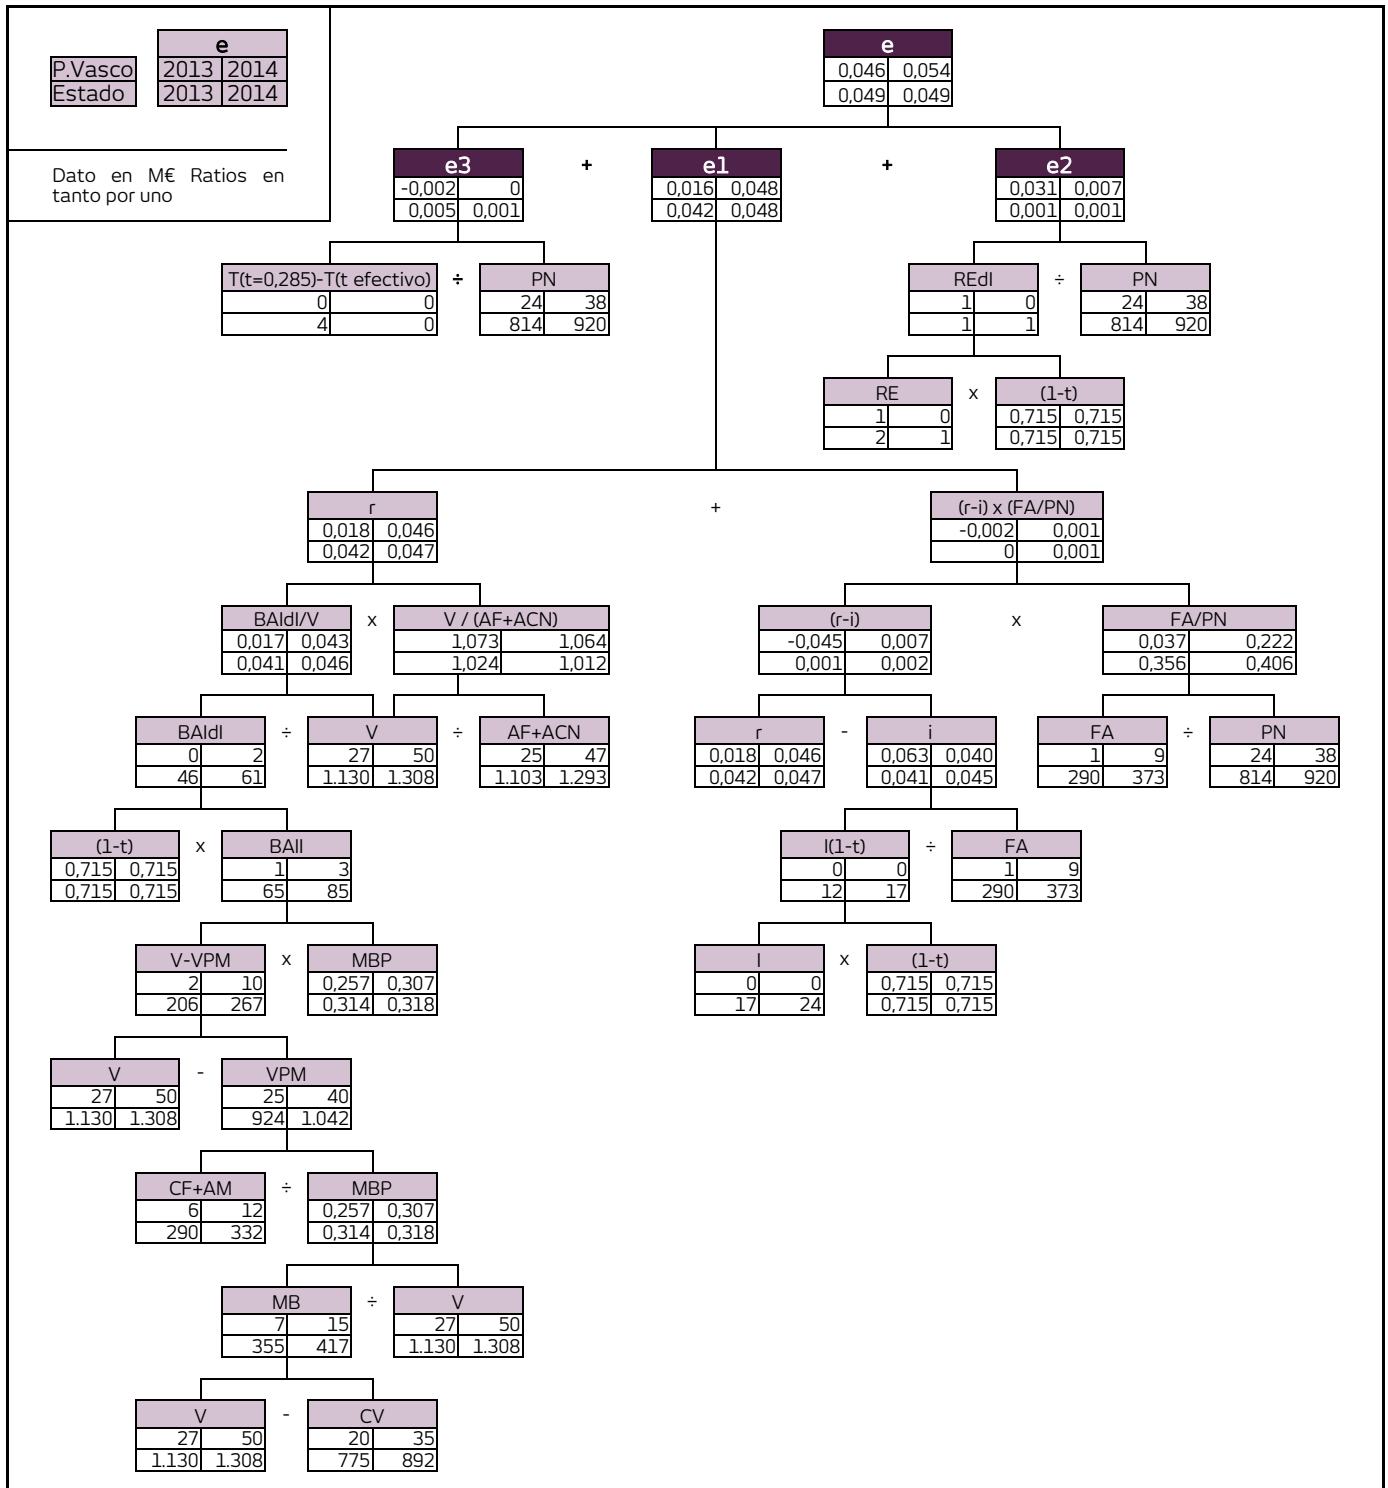 e
P.Vasco 2013 2014
Estado 2013 2014
Dato en M€ Ratios en
tanto por uno
e
0,046 0,054
0,049 0,049
e3 + e1 + e2
-0,002 0 0,016 0,048 0,031 0,007
0,005 0,001 0,042 0,048 0,001 0,001
T(t=0,285)-T(t efectivo) ÷ PN REdI ÷ PN
0 0 24 38 1 0 24 38
4 0 814 920 1 1 814 920
RE x (1-t)
1 0 0,715 0,715
2 1 0,715 0,715
r + (r-i) x (FA/PN)
0,018 0,046 -0,002 0,001
0,042 0,047 0 0,001
BAIdI/V x V / (AF+ACN) (r-i) x FA/PN
0,017 0,043 1,073 1,064 -0,045 0,007 0,037 0,222
0,041 0,046 1,024 1,012 0,001 0,002 0,356 0,406
BAIdI ÷ V ÷ AF+ACN r - i FA ÷ PN
0 2 27 50 25 47 0,018 0,046 0,063 0,040 1 9 24 38
46 61 1.130 1.308 1.103 1.293 0,042 0,047 0,041 0,045 290 373 814 920
(1-t) x BAII I(1-t) ÷ FA
0,715 0,715 1 3 0 0 1 9
0,715 0,715 65 85 12 17 290 373
V-VPM x MBP I x (1-t)
2 10 0,257 0,307 0 0 0,715 0,715
206 267 0,314 0,318 17 24 0,715 0,715
V - VPM
27 50 25 40
1.130 1.308 924 1.042
CF+AM ÷ MBP
6 12 0,257 0,307
290 332 0,314 0,318
MB ÷ V
7 15 27 50
355 417 1.130 1.308
V - CV
27 50 20 35
1.130 1.308 775 892